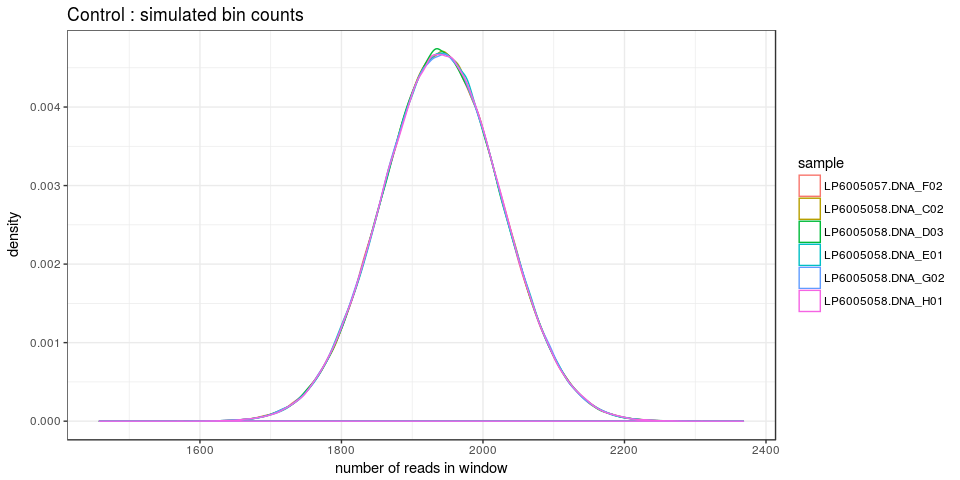 Control : simulated bin counts
0.004
0.003
0.002
0.001
0.000
density
1600
1800
2000
2200
2400
number of reads in window
sample
LP6005057.DNA_F02
LP6005058.DNA_C02
LP6005058.DNA_D03
LP6005058.DNA_E01
LP6005058.DNA_G02
LP6005058.DNA_H01